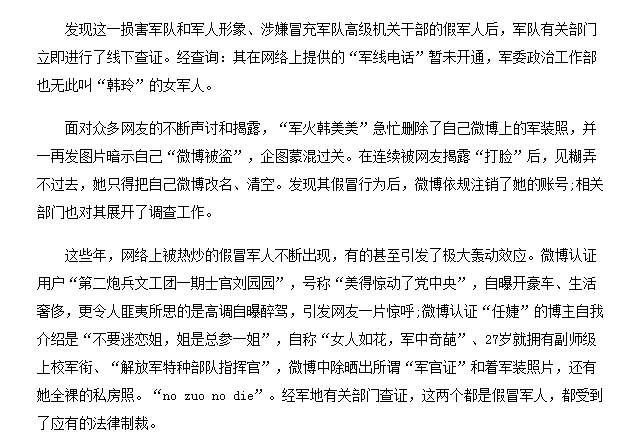 发现这一损害军队和军人形象、涉嫌冒充军队高级机关干部的假军人后，军队有关部门
立即进行了线下查证。经查询：其在网络上提供的“军线电话”暂未开通，军委政治工作部
也无此叫“韩玲”的女军人。
面对众多网友的不断声讨和揭露，“军火韩美美”急忙删除了自己微博上的军装照，并
一再发图片暗示自己“微博被盗”，企图蒙混过关。在连续被网友揭露“打脸”后，见糊弄
不过去，她只得把自己微博改名、清空。发现其假冒行为后，微博依规注销了她的账号;相关
部门也对其展开了调查工作。
这些年，网络上被热炒的假冒军人不断出现，有的甚至引发了极大轰动效应。微博认证
用户“第二炮兵文工团一期士官刘园园”，号称“美得惊动了党中央”，自曝开豪车、生活
奢侈，更令人匪夷所思的是高调自曝醉驾，引发网友一片惊呼;微博认证“任婕”的博主自我
介绍是“不要迷恋姐，姐是总参一姐”，自称“女人如花，军中奇葩”、27岁就拥有副师级
上校军衔、“解放军特种部队指挥官”，微博中除晒出所谓“军官证”和着军装照片，还有
她全裸的私房照。“no zuo no die”。经军地有关部门查证，这两个都是假冒军人，都受到
了应有的法律制裁。